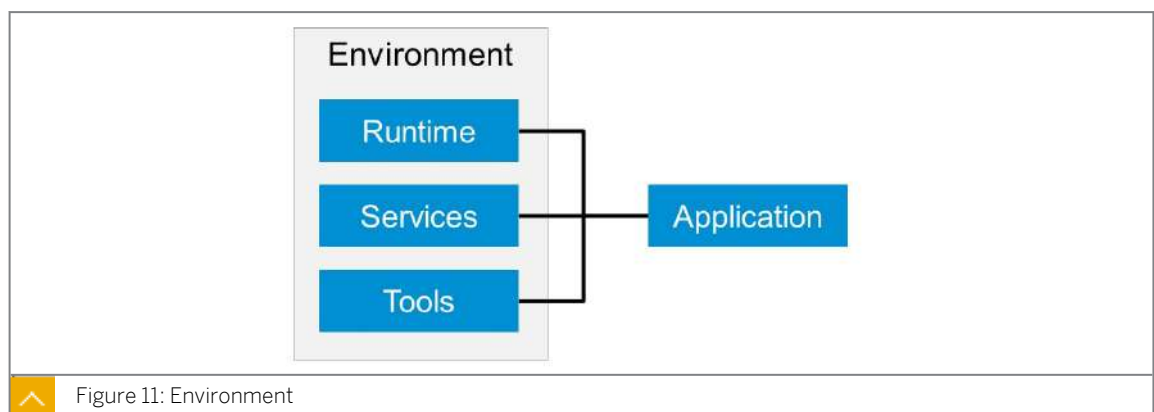 Environment
Runtime
Services
Application
Tools
Figure 11: Environment